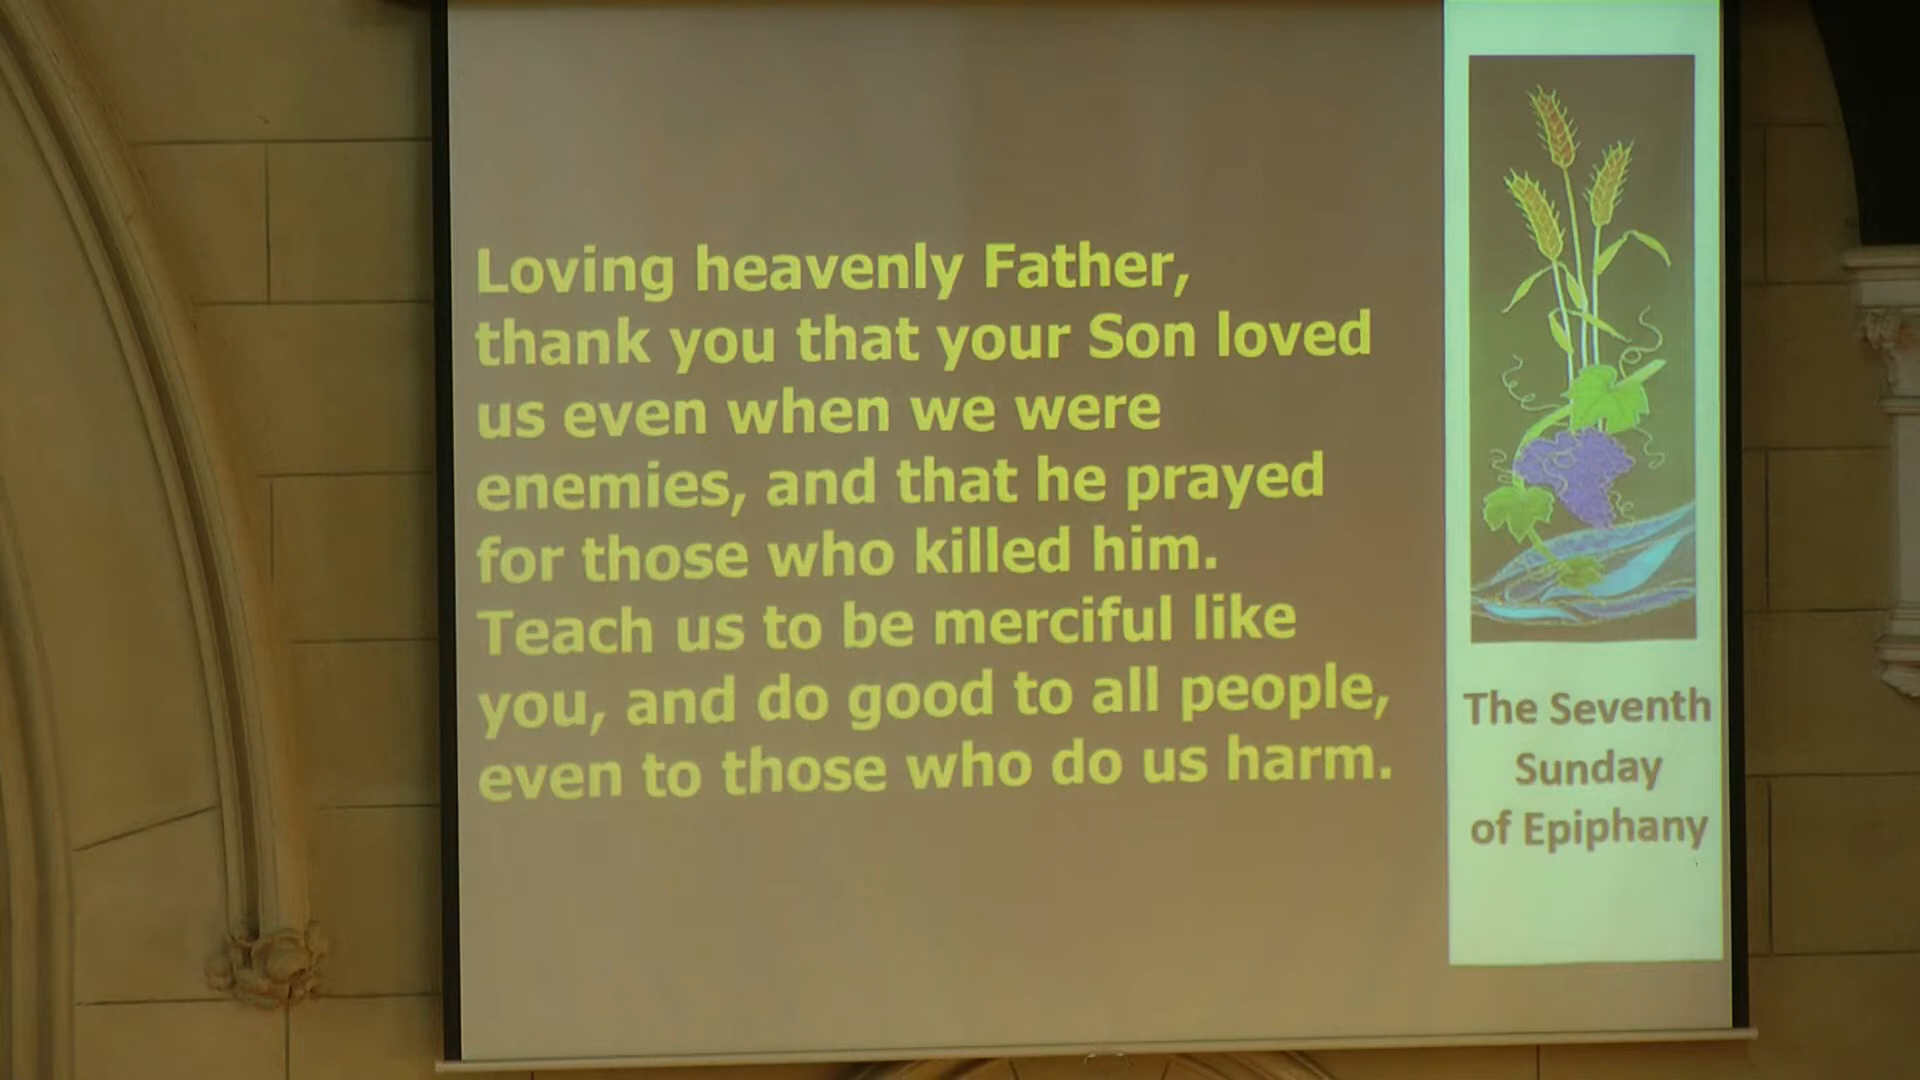 Loving heavenly Father,
thank you that your Son loved
us even when we were
enemies, and that he prayed
for those who killed him.
Teach us to be merciful like
you, and do good to all people,
even to those who do us harm.
The Seventh
Sunday
of Epiphany